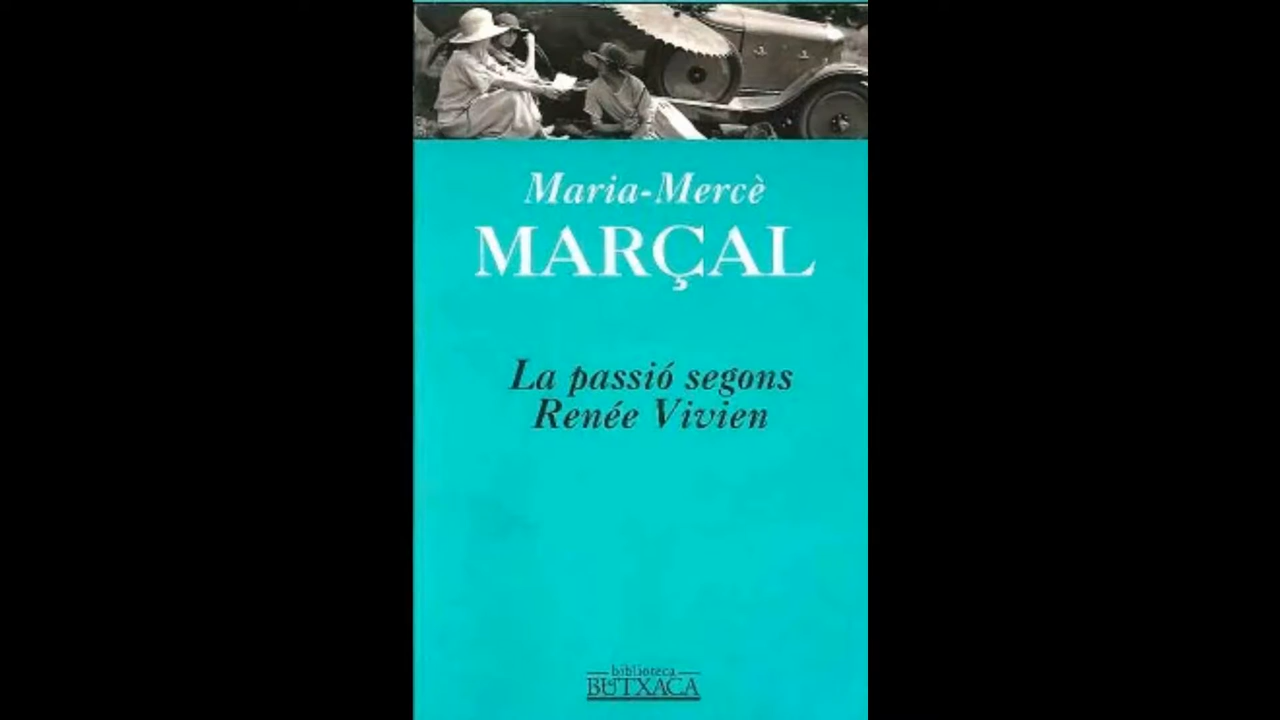 Maria-Mercè
MARÇAL
La passió segons
Renée Vivien
biblioteca
BUTXACA